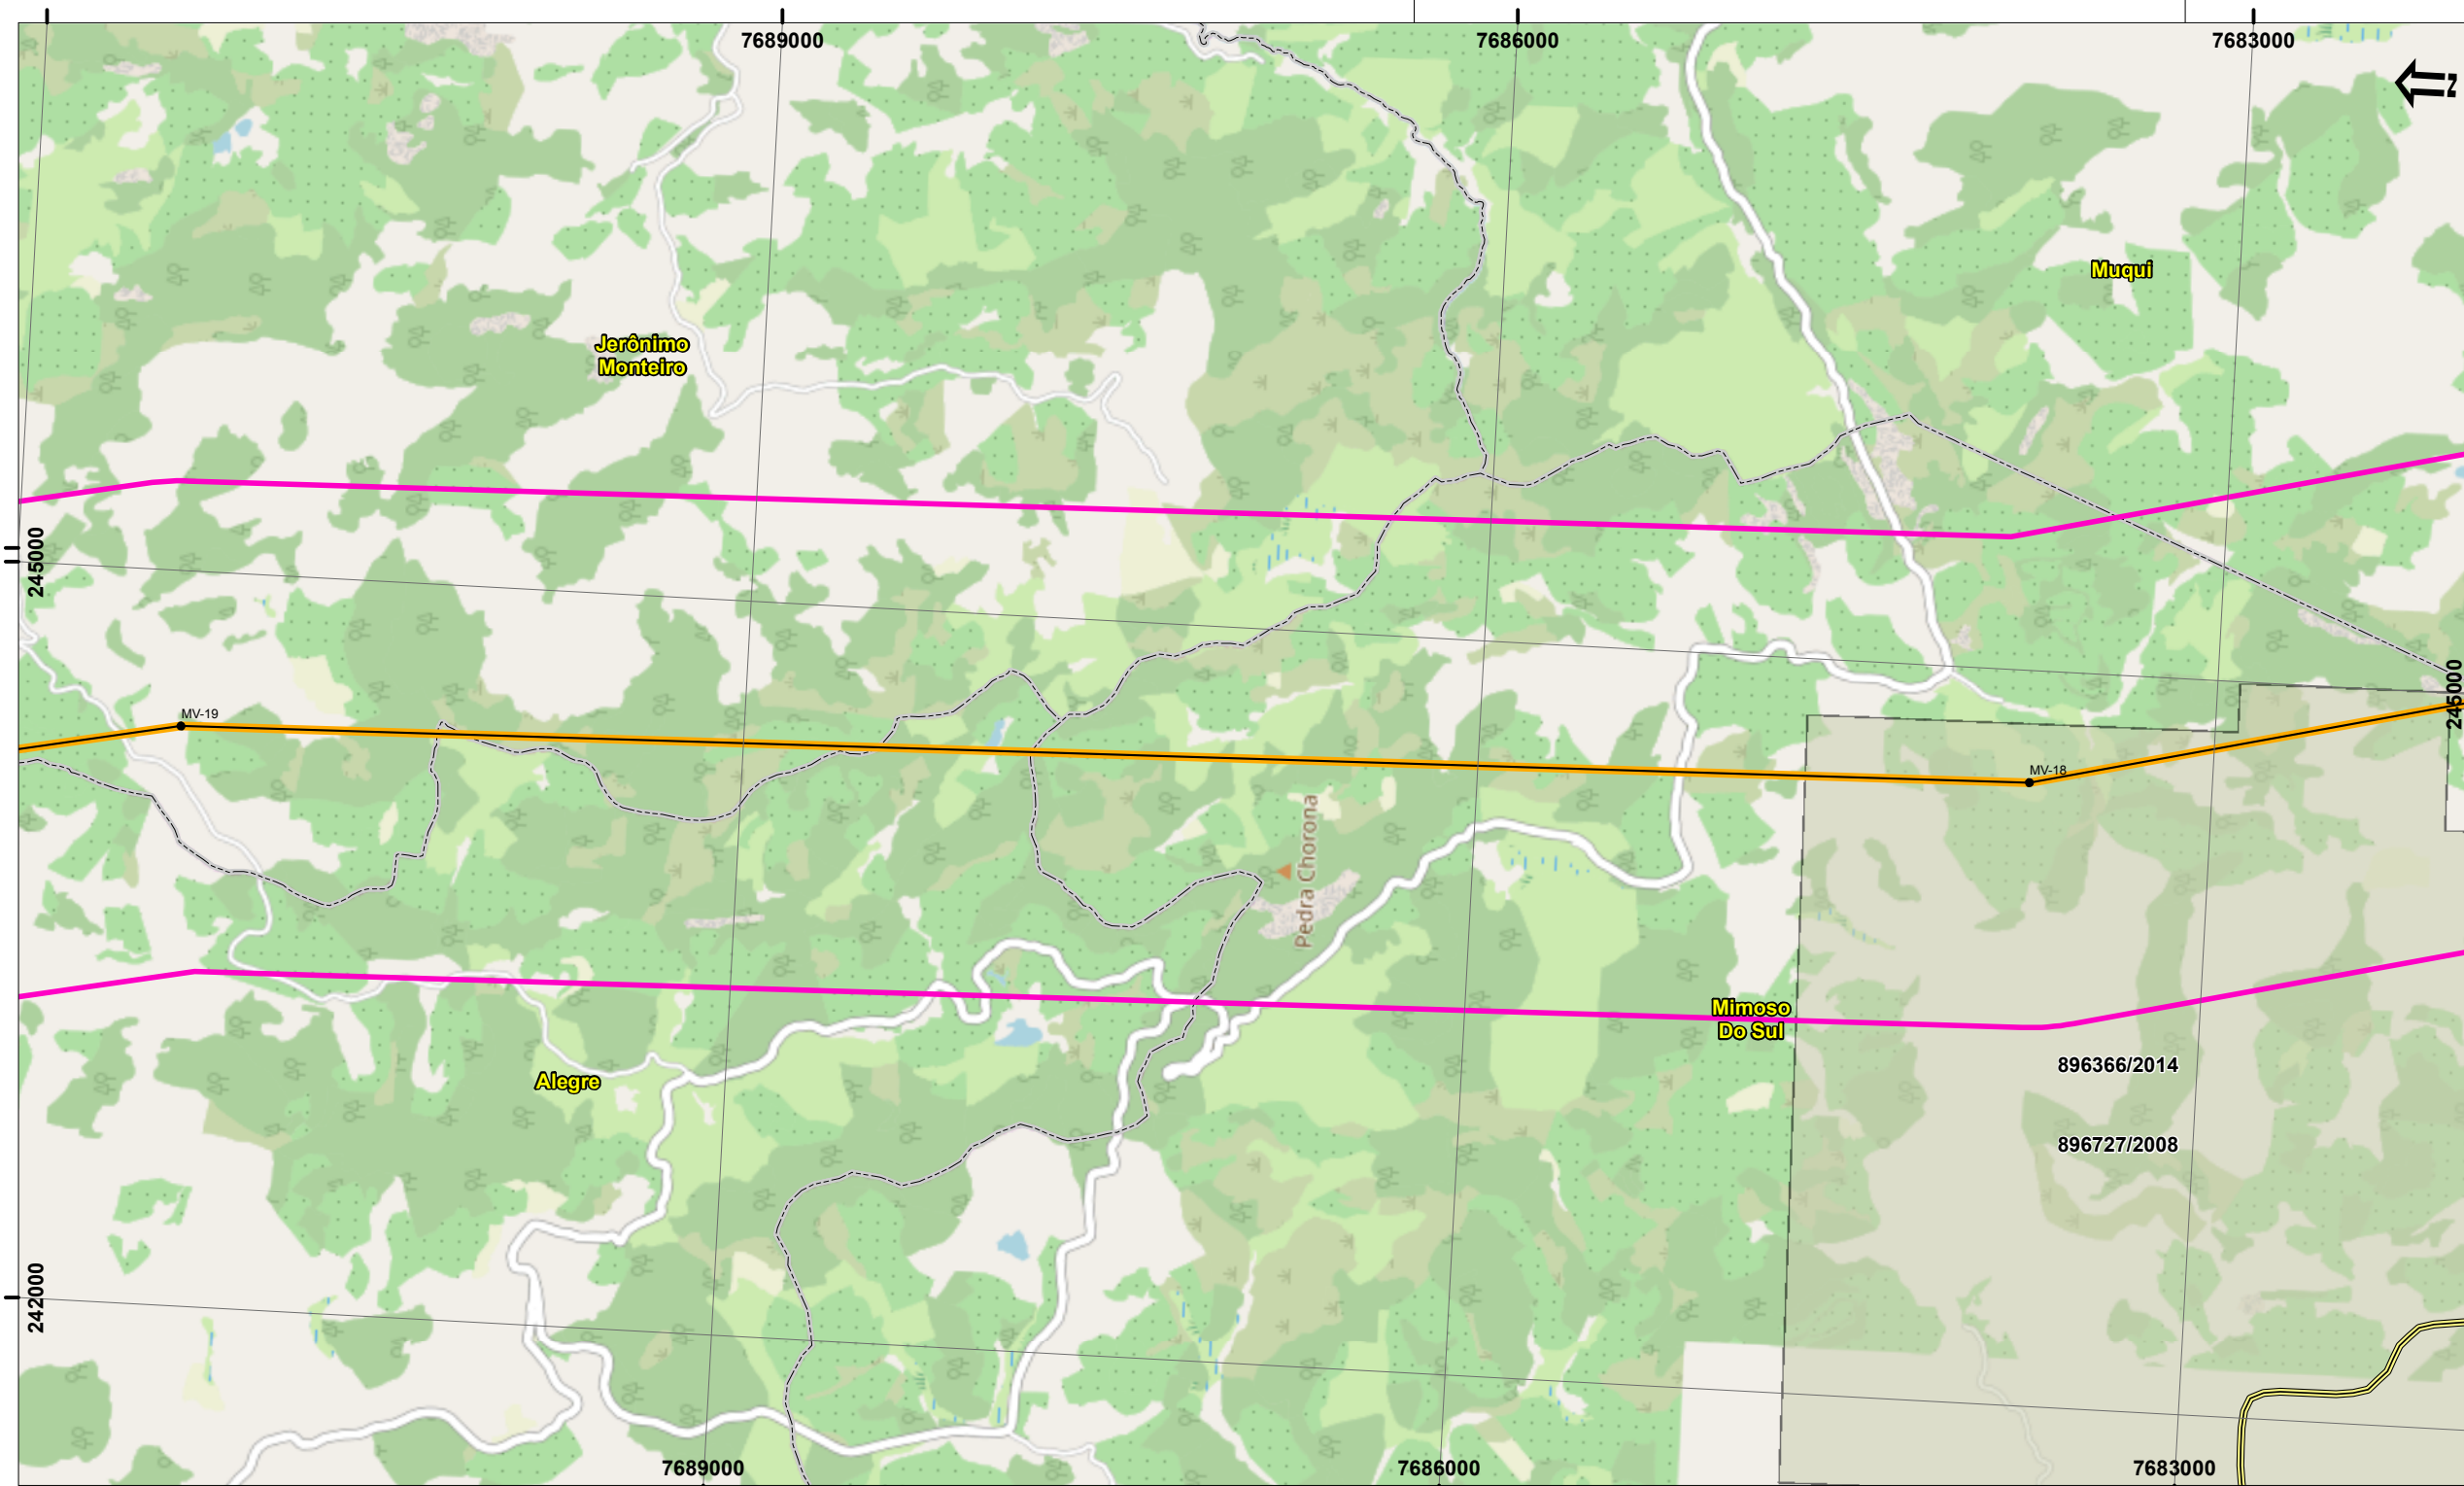 7689000
7686000
7683000
N
Muqui
Jerônimo
Monteiro
245000
245000
MV-19
MV-18
Pedra Chorona
Mimoso
Do Sul
896366/2014
Alegre
896727/2008
242000
7689000
7686000
7683000